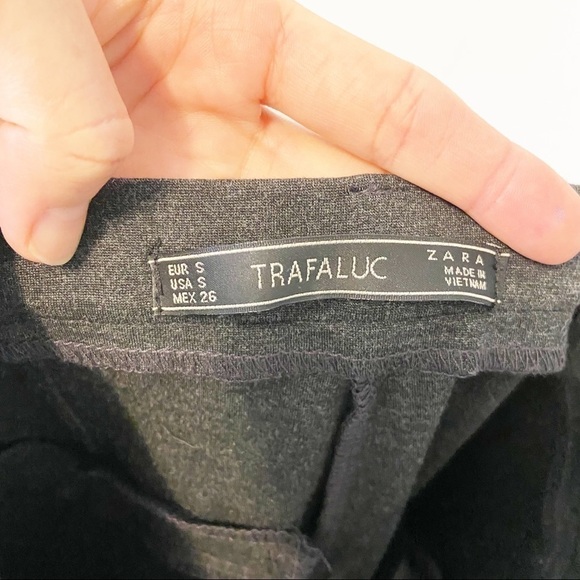 EUR S
USA S
MEX 26
TRAFALUC
ZARA
MADE IN
VIETNAM